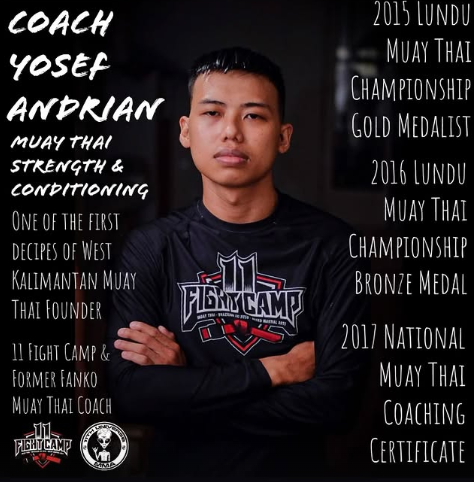 COACH
YOSEF
ANDRIAN
MUAY THAI
STRENGTH &
CONDITIONING
ONE OF THE FIRST
DECIPES OF WEST
KALIMANTAN MUAY
THAI FOUNDER
11 FIGHT CAMP &
FORMER FANKO
MUAY THAI COACH
11
FIGHT CAMP
2015 LUNDU
MUAY THAI
CHAMPIONSHIP
GOLD MEDALIST
2016 LUNDU
MUAY THAI
CHAMPIONSHIP
BRONZE MEDAL
2017 NATIONAL
MUAY THAI
COACHING
CERTIFICATE
11
FIGHT CAMP